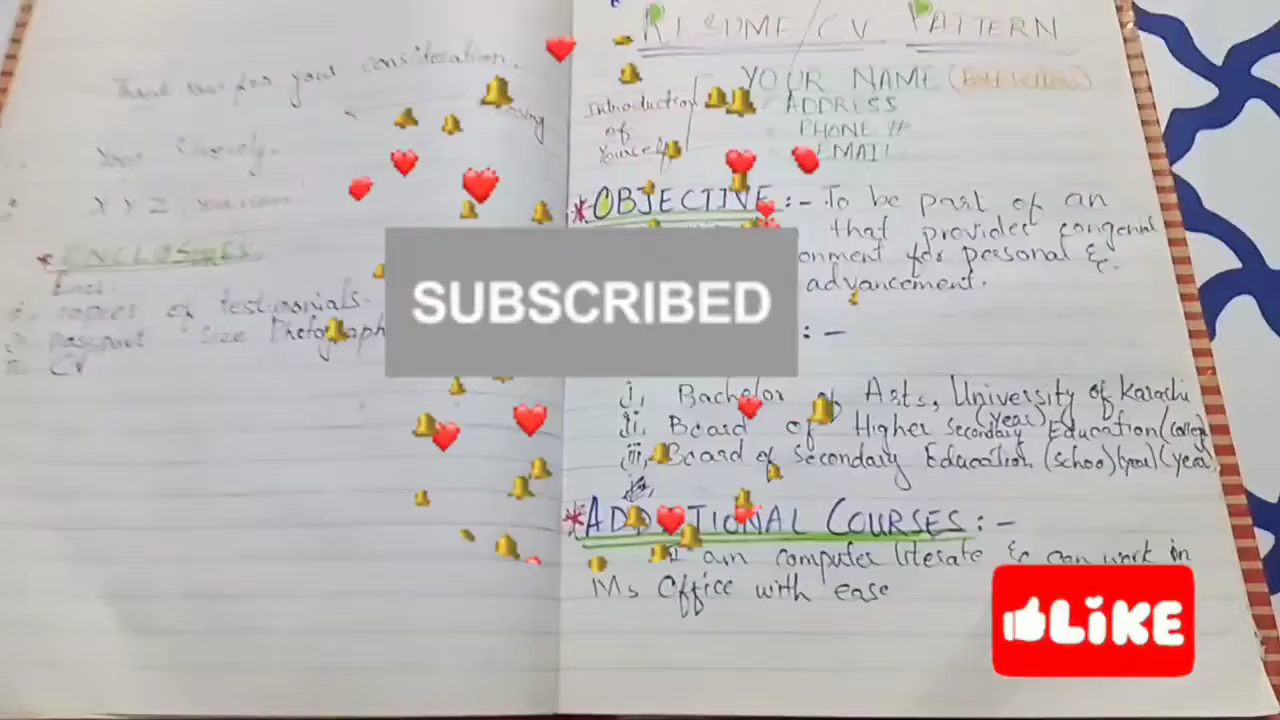 Thank you for your consideration.
Your Sincerely.
X Y Z
* ENCLOSURES
copies of testimonials.
passport size Photograph
CV
RESUME/CV PATTERN
YOUR NAME
Introduction
of
Yourself
ADDRESS
PHONE #
EMAIL
* OBJECTIVE :- To be part of an
that provides congenial
onment for personal &
advancement.
: -
i, Bachelor of Arts, University of Karachi
(year)
ii, Board of Higher Secondary Education (college)
iii, Board of Secondary Education (school) (year) (year)
* ADDITIONAL COURSES :-
I am computer literate & can work in
Ms Office with ease
SUBSCRIBED
LIKE